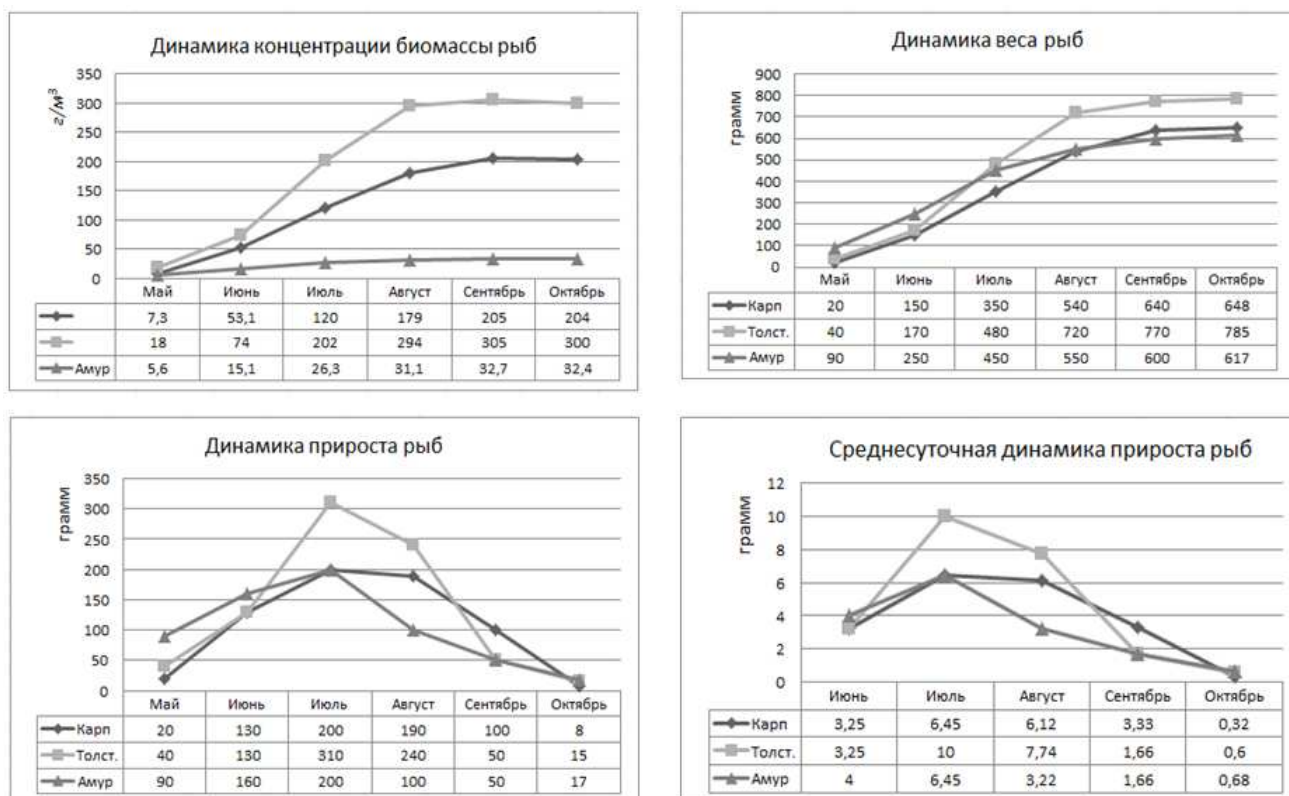 Динамика концентрации биомассы рыб
г/м³
350
300
250
200
150
100
50
0
Май Июнь Июль Август Сентябрь Октябрь
7,3 53,1 120 179 205 204
18 74 202 294 305 300
Амур 5,6 15,1 26,3 31,1 32,7 32,4
Динамика веса рыб
грамм
900
800
700
600
500
400
300
200
100
0
Май Июнь Июль Август Сентябрь Октябрь
Карп 20 150 350 540 640 648
Толст. 40 170 480 720 770 785
Амур 90 250 450 550 600 617
Динамика прироста рыб
грамм
350
300
250
200
150
100
50
0
Май Июнь Июль Август Сентябрь Октябрь
Карп 20 130 200 190 100 8
Толст. 40 130 310 240 50 15
Амур 90 160 200 100 50 17
Среднесуточная динамика прироста рыб
грамм
12
10
8
6
4
2
0
Июнь Июль Август Сентябрь Октябрь
Карп 3,25 6,45 6,12 3,33 0,32
Толст. 3,25 10 7,74 1,66 0,6
Амур 4 6,45 3,22 1,66 0,68